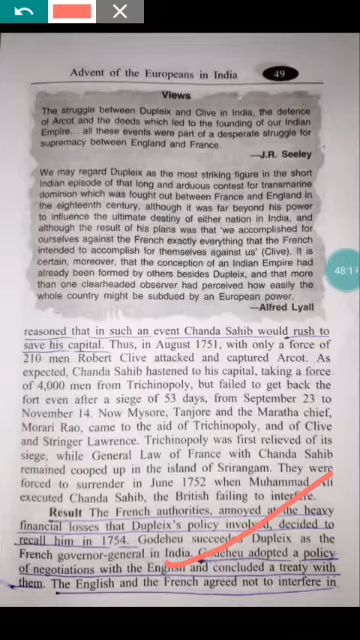 Advent of the Europeans in India 49
Views
The struggle between Dupleix and Clive in India, the defence
of Arcot and the deeds which led to the founding of our Indian
Empire... all these events were part of a desperate struggle for
supremacy between England and France.
—J.R. Seeley
We may regard Dupleix as the most striking figure in the short
Indian episode of that long and arduous contest for transmarine
dominion which was fought out between France and England in
the eighteenth century, although it was far beyond his power
to influence the ultimate destiny of either nation in India, and
although the result of his plans was that 'we accomplished for
ourselves against the French exactly everything that the French
intended to accomplish for themselves against us' (Clive). It is
certain, moreover, that the conception of an Indian Empire had
already been formed by others besides Dupleix, and that more
than one clearheaded observer had perceived how easily the
whole country might be subdued by an European power.
—Alfred Lyall
48:17
reasoned that in such an event Chanda Sahib would rush to
save his capital. Thus, in August 1751, with only a force of
210 men Robert Clive attacked and captured Arcot. As
expected, Chanda Sahib hastened to his capital, taking a force
of 4,000 men from Trichinopoly, but failed to get back the
fort even after a siege of 53 days, from September 23 to
November 14. Now Mysore, Tanjore and the Maratha chief,
Morari Rao, came to the aid of Trichinopoly, and of Clive
and Stringer Lawrence. Trichinopoly was first relieved of its
siege, while General Law of France with Chanda Sahib
remained cooped up in the island of Srirangam. They were
forced to surrender in June 1752 when Muhammad Ali
executed Chanda Sahib, the British failing to interfere.
Result The French authorities, annoyed at the heavy
financial losses that Dupleix's policy involved, decided to
recall him in 1754. Godeheu succeeded Dupleix as the
French governor-general in India. Godeheu adopted a policy
of negotiations with the English and concluded a treaty with
them. The English and the French agreed not to interfere in